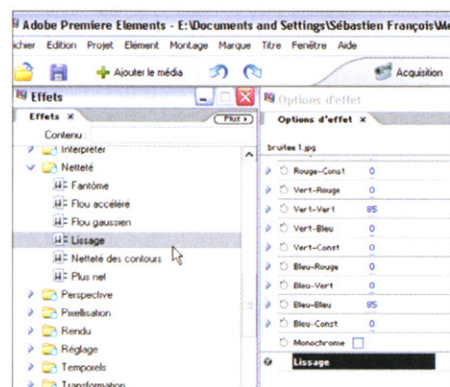 Adobe Premiere Elements - E:\Documents and Settings\Sébastien François\Me
ichier Edition Projet Elément Montage Marque Titre Fenêtre Aide
Ajouter le média Acquisition
Effets
Effets x Plus
Contenu :
Interpréter
Netteté
Fantôme
Flou accéléré
Flou gaussien
Lissage
Netteté des contours
Plus net
Perspective
Pixellisation
Rendu
Réglage
Temporels
Transformation
Options d'effet
Options d'effet x
bruitee 1.jpg
Rouge-Const 0
Vert-Rouge 0
Vert-Vert 85
Vert-Bleu 0
Vert-Const 0
Bleu-Rouge 0
Bleu-Vert 0
Bleu-Bleu 85
Bleu-Const 0
Monochrome
Lissage